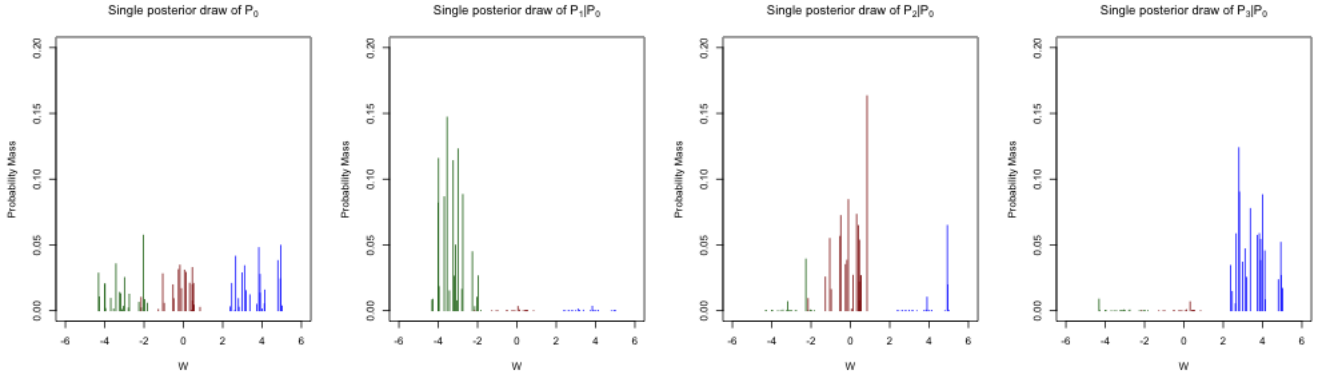 Single posterior draw of P₀
Probability Mass
0.00 0.05 0.10 0.15 0.20
-6 -4 -2 0 2 4 6
W
Single posterior draw of P₁|P₀
Probability Mass
0.00 0.05 0.10 0.15 0.20
-6 -4 -2 0 2 4 6
W
Single posterior draw of P₂|P₀
Probability Mass
0.00 0.05 0.10 0.15 0.20
-6 -4 -2 0 2 4 6
W
Single posterior draw of P₃|P₀
Probability Mass
0.00 0.05 0.10 0.15 0.20
-6 -4 -2 0 2 4 6
W